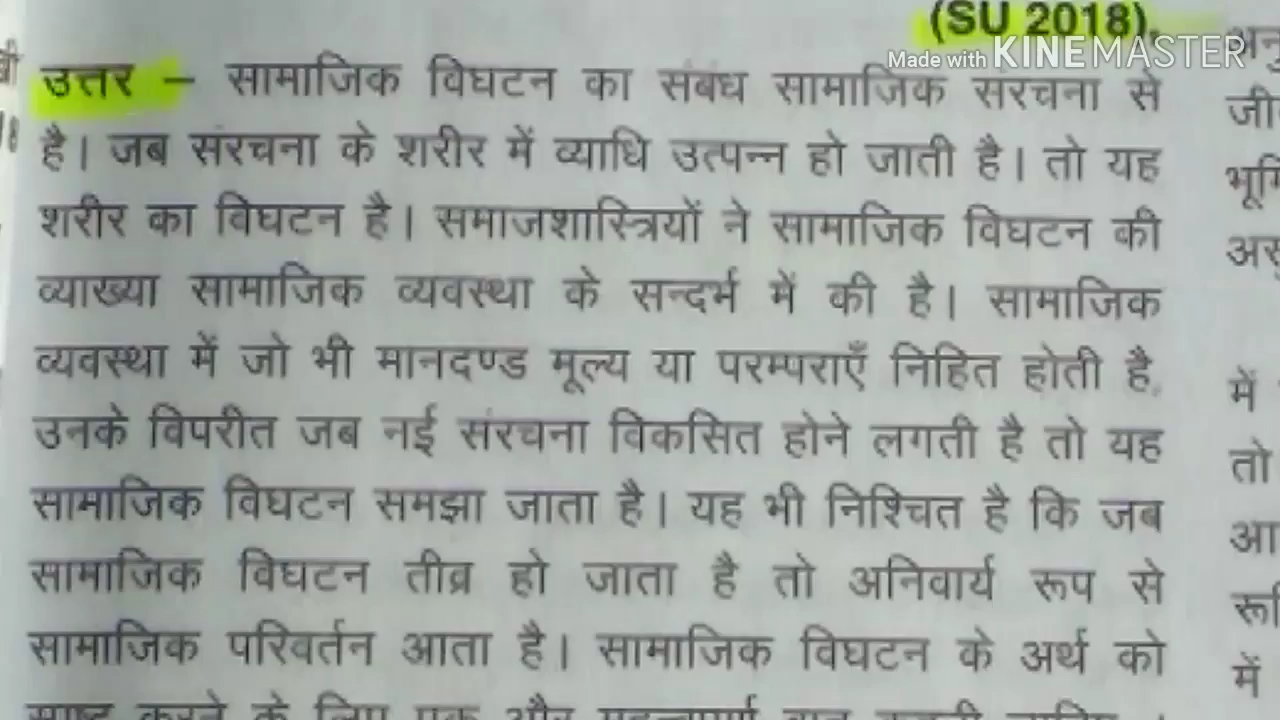 (SU 2018).
Made with KINEMASTER
उत्तर – सामाजिक विघटन का संबंध सामाजिक संरचना से
है। जब संरचना के शरीर में व्याधि उत्पन्न हो जाती है। तो यह
शरीर का विघटन है। समाजशास्त्रियों ने सामाजिक विघटन की
व्याख्या सामाजिक व्यवस्था के सन्दर्भ में की है। सामाजिक
व्यवस्था में जो भी मानदण्ड मूल्य या परम्पराएँ निहित होती है,
उनके विपरीत जब नई संरचना विकसित होने लगती है तो यह
सामाजिक विघटन समझा जाता है। यह भी निश्चित है कि जब
सामाजिक विघटन तीव्र हो जाता है तो अनिवार्य रूप से
सामाजिक परिवर्तन आता है। सामाजिक विघटन के अर्थ को
में
तो
में